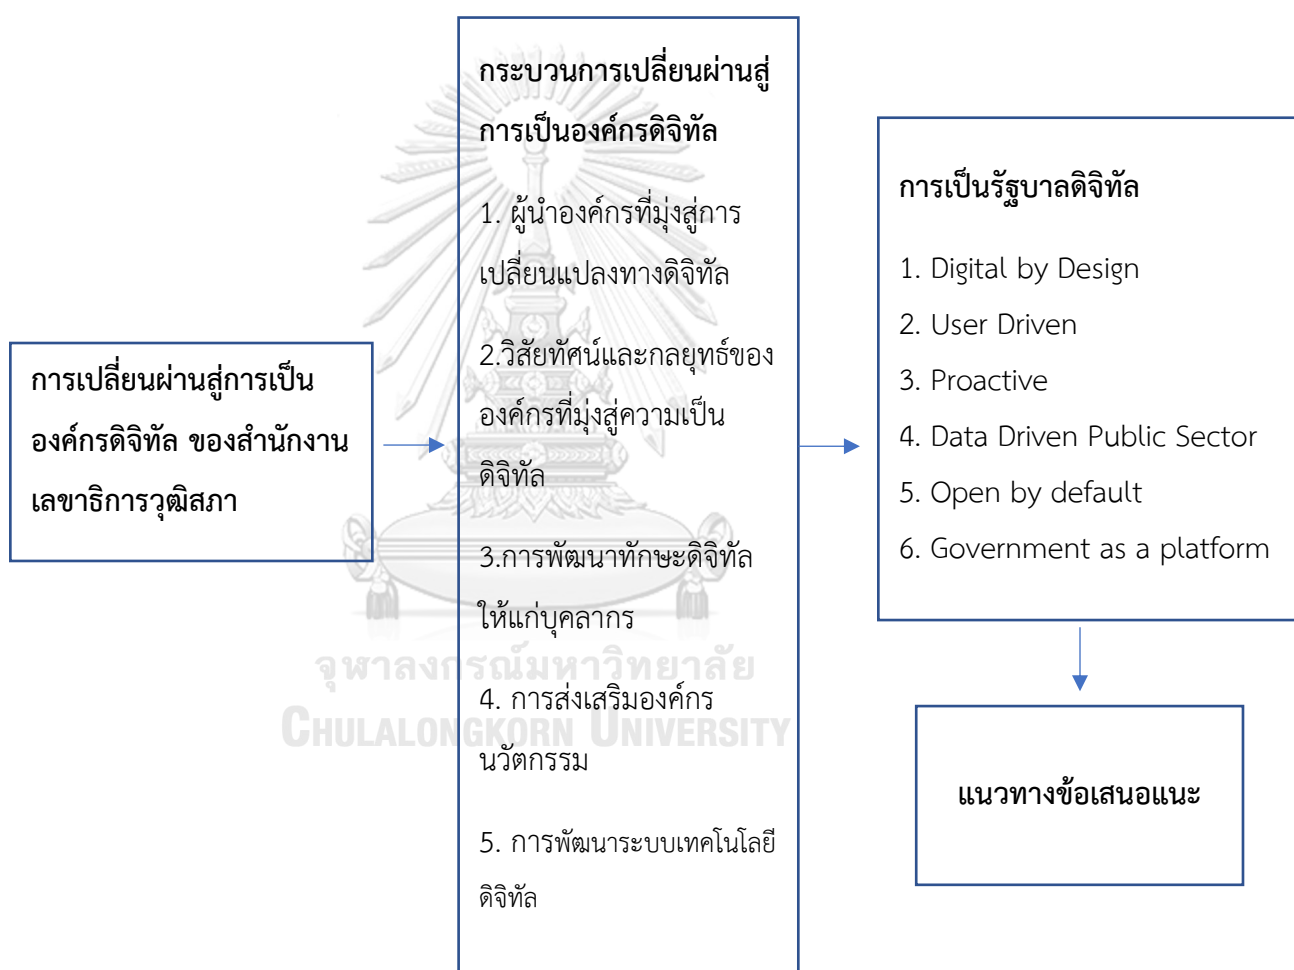 การเปลี่ยนผ่านสู่การเป็น
องค์กรดิจิทัล ของสำนักงาน
เลขาธิการวุฒิสภา
กระบวนการเปลี่ยนผ่านสู่
การเป็นองค์กรดิจิทัล
1. ผู้นำองค์กรที่มุ่งสู่การ
เปลี่ยนแปลงทางดิจิทัล
2.วิสัยทัศน์และกลยุทธ์ของ
องค์กรที่มุ่งสู่ความเป็น
ดิจิทัล
3.การพัฒนาทักษะดิจิทัล
ให้แก่บุคลากร
4. การส่งเสริมองค์กร
นวัตกรรม
5. การพัฒนาระบบเทคโนโลยี
ดิจิทัล
การเป็นรัฐบาลดิจิทัล
1. Digital by Design
2. User Driven
3. Proactive
4. Data Driven Public Sector
5. Open by default
6. Government as a platform
แนวทางข้อเสนอแนะ
จุฬาลงกรณ์มหาวิทยาลัย
CHULALONGKORN UNIVERSITY